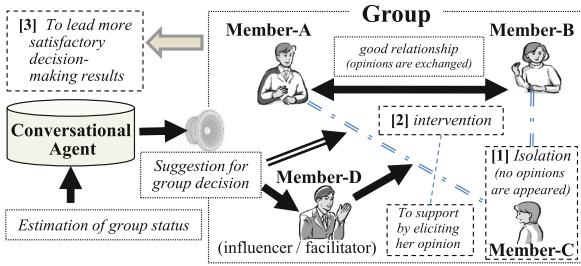 Group
[3] To lead more
satisfactory
decision-
making results
Member-A
Member-B
good relationship
(opinions are exchanged)
[2] intervention
Conversational
Agent
Suggestion for
group decision
Member-D
[1] Isolation
(no opinions
are appeared)
Estimation of group status
(influencer / facilitator)
To support
by eliciting
her opinion
Member-C